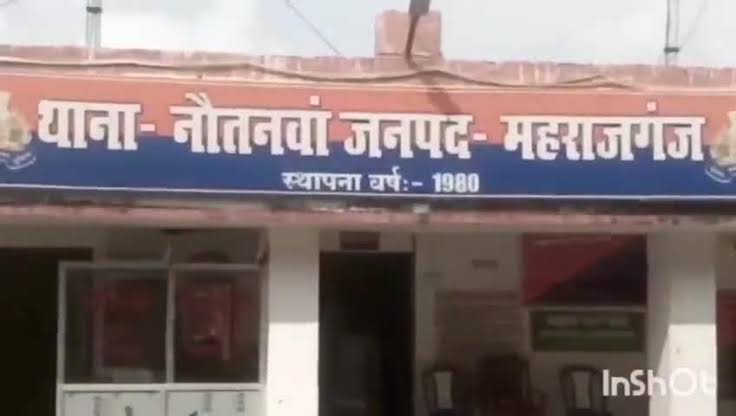 थाना- नौतनवां जनपद- महराजगंज
स्थापना वर्ष:- 1980
InShOt